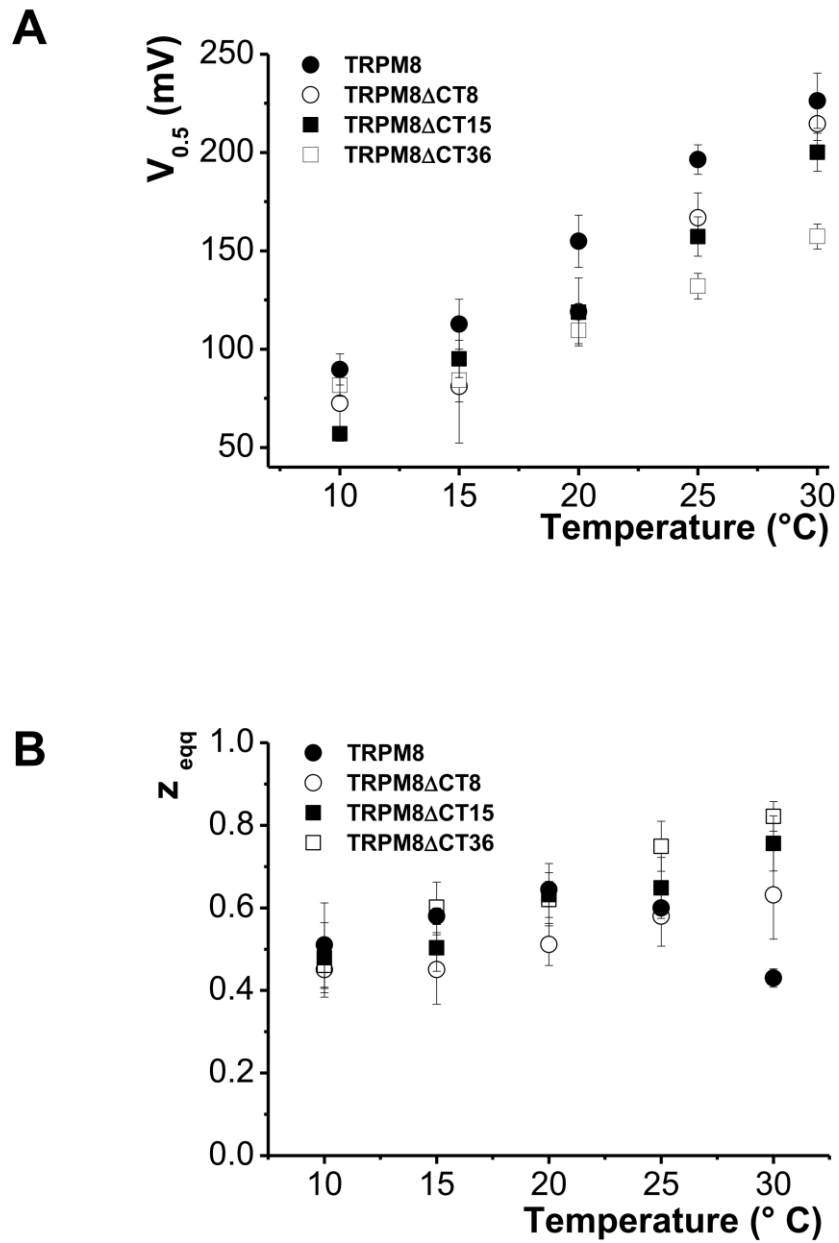 A
V0.5 (mV)
250
200
150
100
50
TRPM8
TRPM8ΔCT8
TRPM8ΔCT15
TRPM8ΔCT36
10 15 20 25 30
Temperature (°C)
B
z eqq
1.0
0.8
0.6
0.4
0.2
0.0
TRPM8
TRPM8ΔCT8
TRPM8ΔCT15
TRPM8ΔCT36
10 15 20 25 30
Temperature (° C)